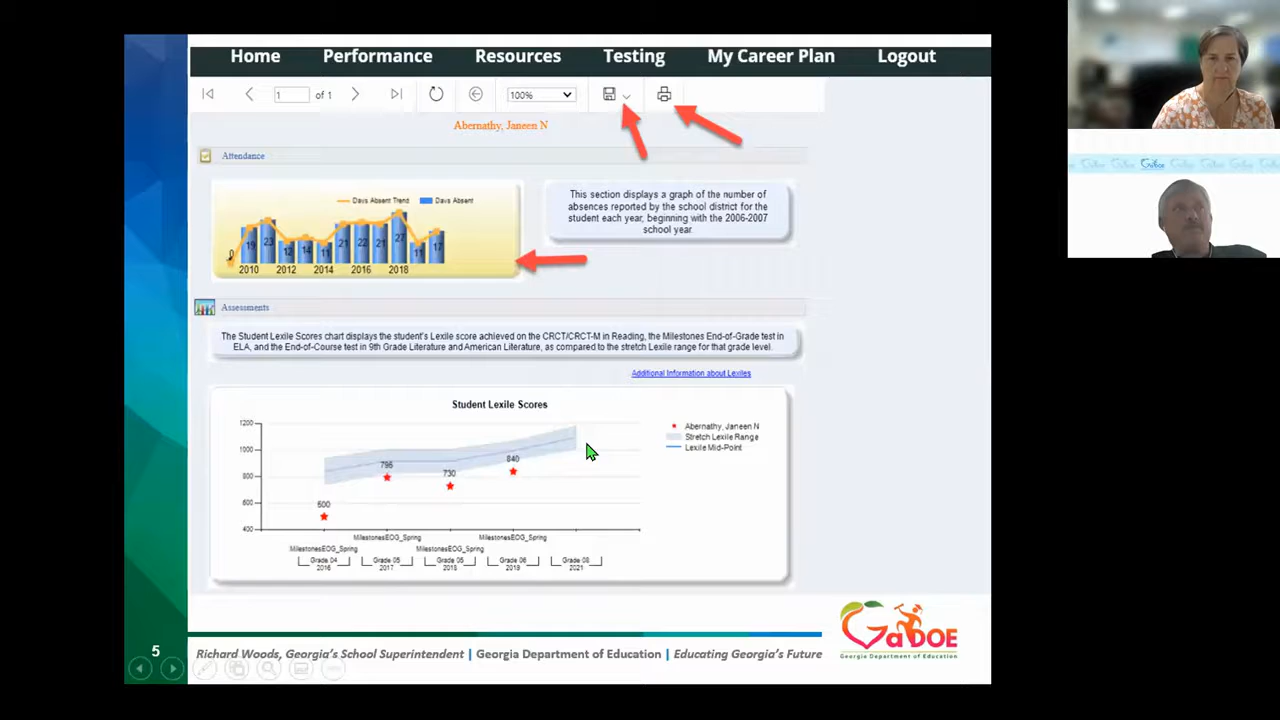 Home Performance Resources Testing My Career Plan Logout
1 of 1 100%
Abernathy, Janeen N
Attendance
Days Absent Trend Days Absent
0 19 23 12 14 11 21 22 21 27 11 17
2010 2012 2014 2016 2018
This section displays a graph of the number of
absences reported by the school district for the
student each year, beginning with the 2006-2007
school year
Assessments
The Student Lexile Scores chart displays the student's Lexile score achieved on the CRCT/CRCT-M in Reading, the Milestones End-of-Grade test in
ELA, and the End-of-Course test in 9th Grade Literature and American Literature, as compared to the stretch Lexile range for that grade level.
Additional Information about Lexiles
Student Lexile Scores
1200
1000
800
600
400
500
795
730
840
Abernathy, Janeen N
Stretch Lexile Range
Lexile Mid-Point
MilestonesEOG_Spring MilestonesEOG_Spring
MilestonesEOG_Spring MilestonesEOG_Spring
Grade 04 Grade 05 Grade 05 Grade 06 Grade 08
2016 2017 2018 2019 2021
GaDOE
Georgia Department of Education
5
Richard Woods, Georgia's School Superintendent | Georgia Department of Education | Educating Georgia's Future
GaDOE